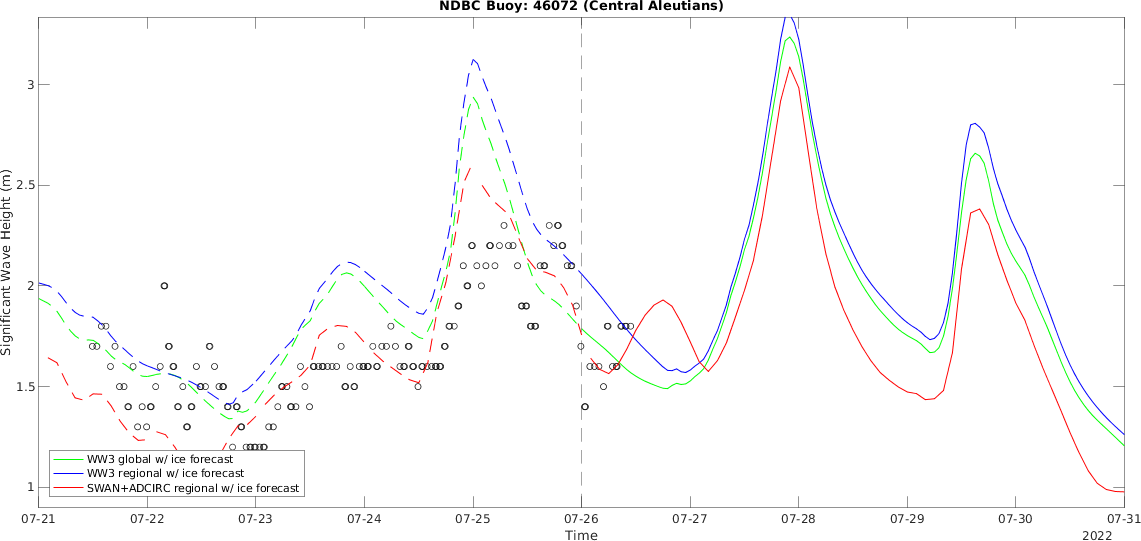 NDBC Buoy: 46072 (Central Aleutians)
Significant Wave Height (m)
3
2.5
2
1.5
1
WW3 global w/ ice forecast
WW3 regional w/ ice forecast
SWAN+ADCIRC regional w/ ice forecast
07-21 07-22 07-23 07-24 07-25 07-26 07-27 07-28 07-29 07-30 07-31
Time
2022